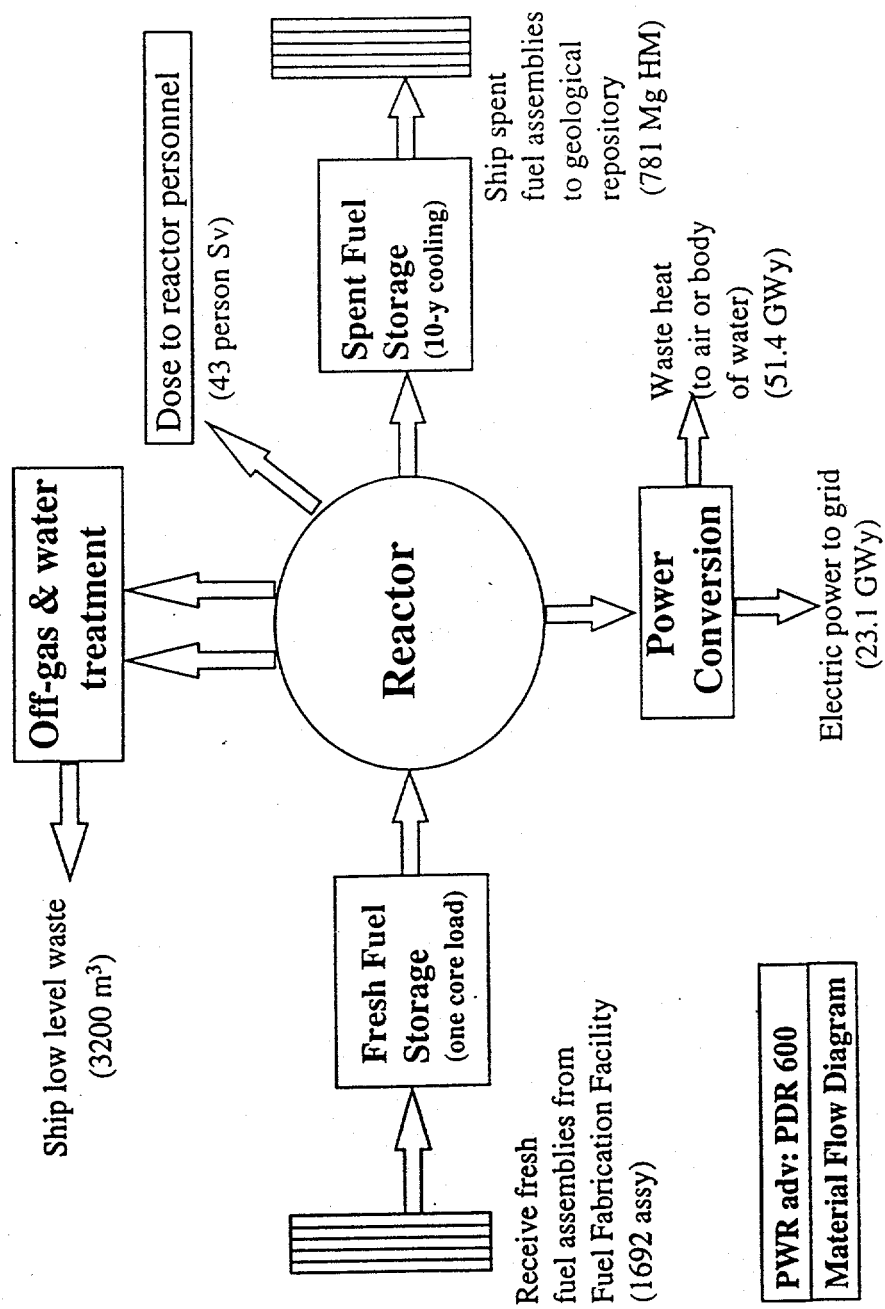 Ship low level waste
(3200 m³)
Off-gas & water
treatment
Dose to reactor personnel
(43 person Sv)
Receive fresh
fuel assemblies from
Fuel Fabrication Facility
(1692 assy)
Fresh Fuel
Storage
(one core load)
Reactor
Spent Fuel
Storage
(10-y cooling)
Ship spent
fuel assemblies
to geological
repository
(781 Mg HM)
Power
Conversion
Waste heat
(to air or body
of water)
(51.4 GWy)
Electric power to grid
(23.1 GWy)
PWR adv: PDR 600
Material Flow Diagram